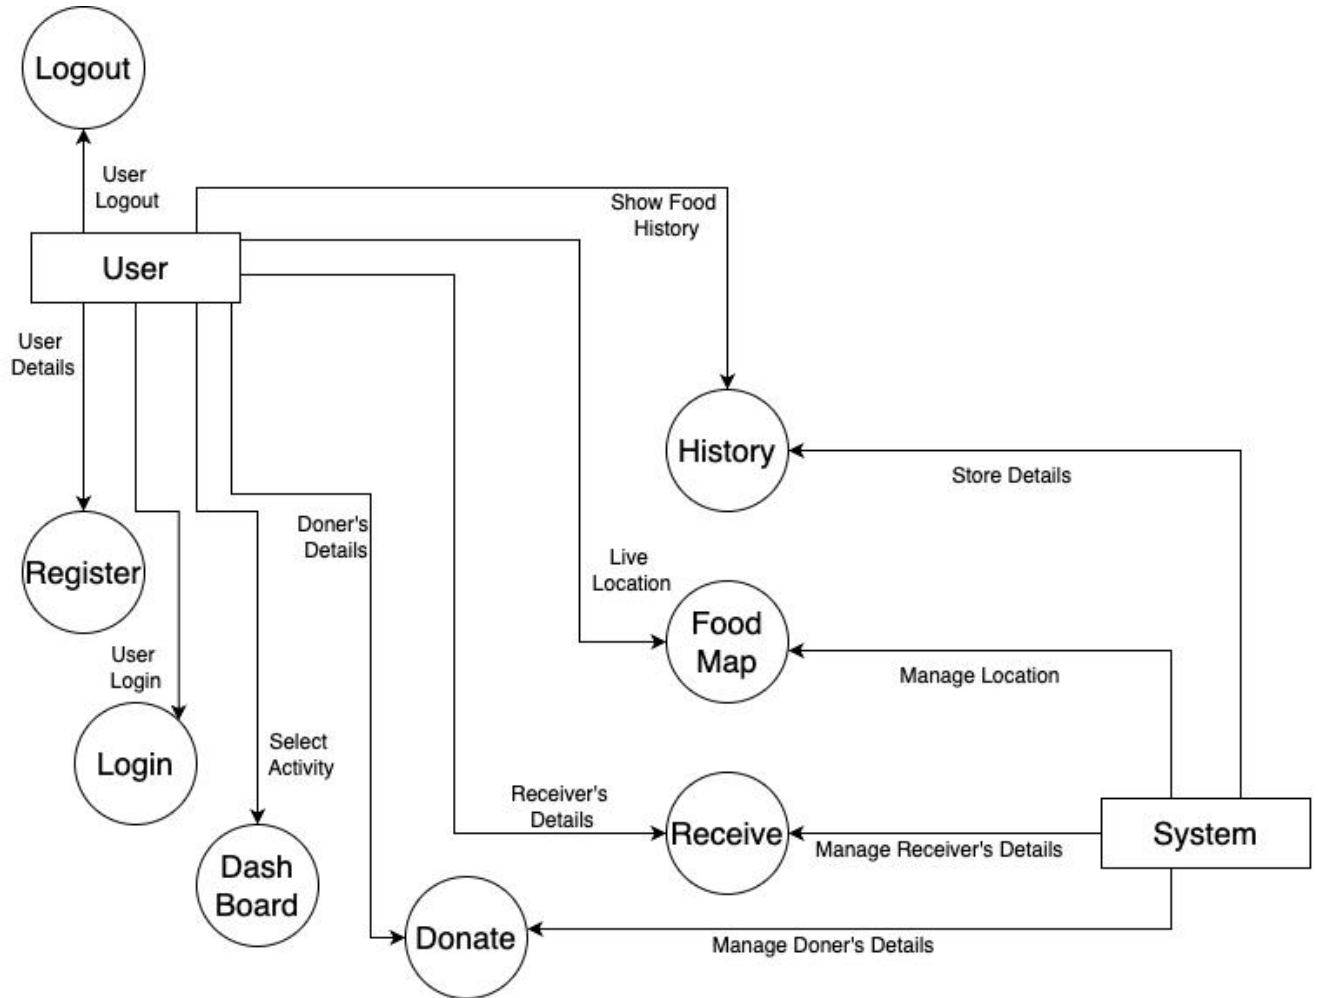 Logout
User
Logout
Show Food
History
User
User
Details
History
Store Details
Doner's
Details
Live
Location
Register
Food
Map
User
Login
Manage Location
Login
Select
Activity
Receiver's
Details
Receive
System
Manage Receiver's Details
Dash
Board
Donate
Manage Doner's Details